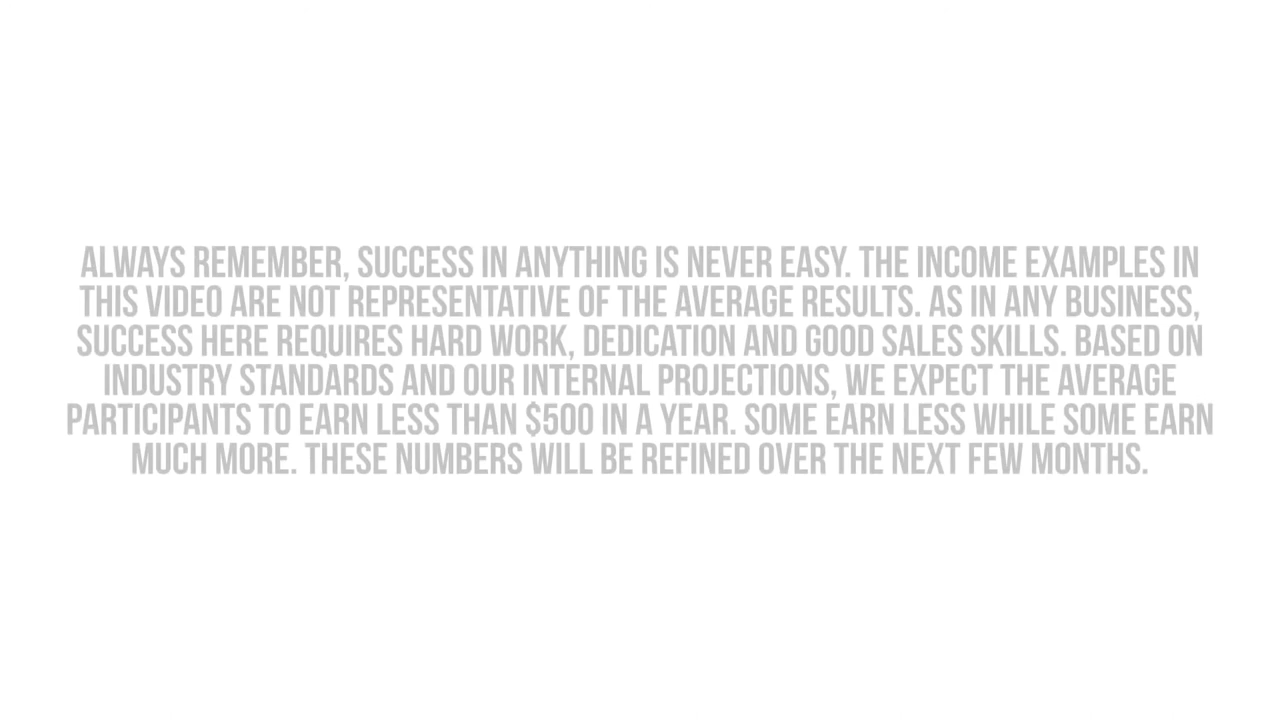 ALWAYS REMEMBER, SUCCESS IN ANYTHING IS NEVER EASY. THE INCOME EXAMPLES IN
THIS VIDEO ARE NOT REPRESENTATIVE OF THE AVERAGE RESULTS. AS IN ANY BUSINESS,
SUCCESS HERE REQUIRES HARD WORK, DEDICATION AND GOOD SALES SKILLS. BASED ON
INDUSTRY STANDARDS AND OUR INTERNAL PROJECTIONS, WE EXPECT THE AVERAGE
PARTICIPANTS TO EARN LESS THAN $500 IN A YEAR. SOME EARN LESS WHILE SOME EARN
MUCH MORE. THESE NUMBERS WILL BE REFINED OVER THE NEXT FEW MONTHS.